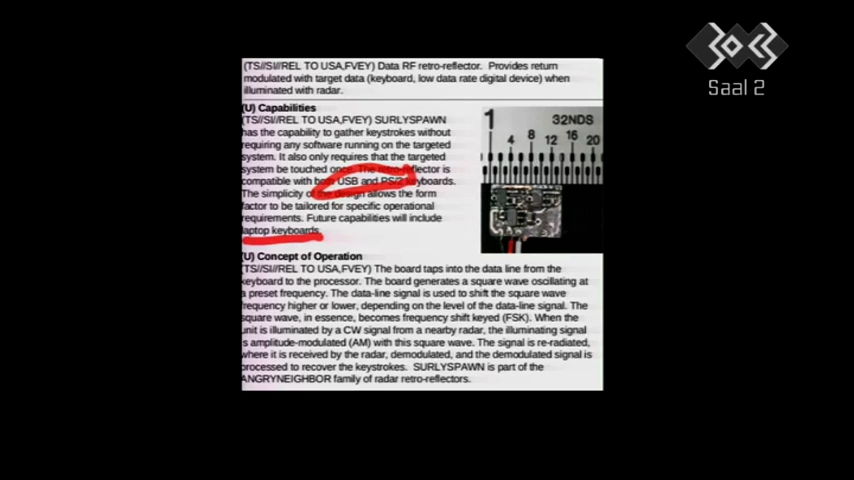 (TS//SI//REL TO USA,FVEY) Data RF retro-reflector. Provides return
modulated with target data (keyboard, low data rate digital device) when
illuminated with radar.
(U) Capabilities
(TS//SI//REL TO USA,FVEY) SURLYSPAWN
has the capability to gather keystrokes without
requiring any software running on the targeted
system. It also only requires that the targeted
system be touched once. The retro-reflector is
compatible with both USB and PS/2 keyboards.
The simplicity of the design allows the form
factor to be tailored for specific operational
requirements. Future capabilities will include
laptop keyboards.
1 32NDS
4 8 12 16 20
(U) Concept of Operation
(TS//SI//REL TO USA,FVEY) The board taps into the data line from the
keyboard to the processor. The board generates a square wave oscillating at
a preset frequency. The data-line signal is used to shift the square wave
frequency higher or lower, depending on the level of the data-line signal. The
square wave, in essence, becomes frequency shift keyed (FSK). When the
unit is illuminated by a CW signal from a nearby radar, the illuminating signal
is amplitude-modulated (AM) with this square wave. The signal is re-radiated,
where it is received by the radar, demodulated, and the demodulated signal is
processed to recover the keystrokes. SURLYSPAWN is part of the
ANGRYNEIGHBOR family of radar retro-reflectors.
Saal 2